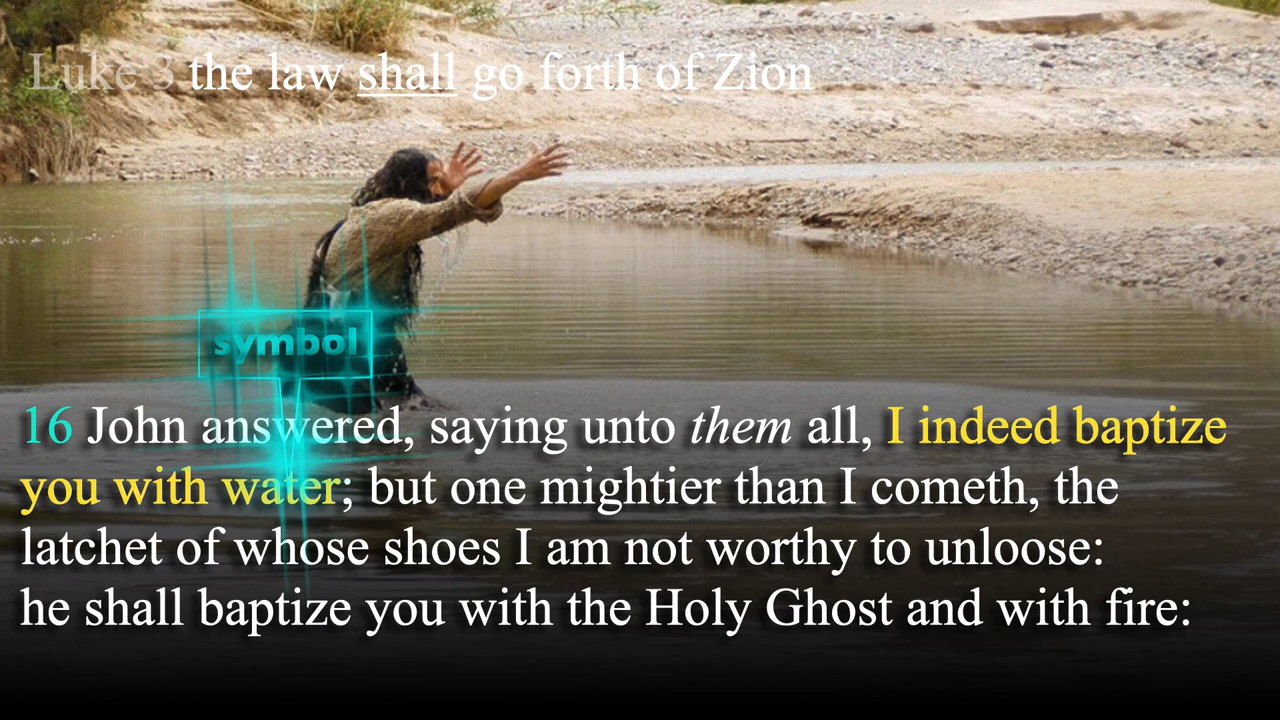 Luke 3 the law shall go forth of Zion
symbol
16 John answered, saying unto them all, I indeed baptize
you with water; but one mightier than I cometh, the
latchet of whose shoes I am not worthy to unloose:
he shall baptize you with the Holy Ghost and with fire: